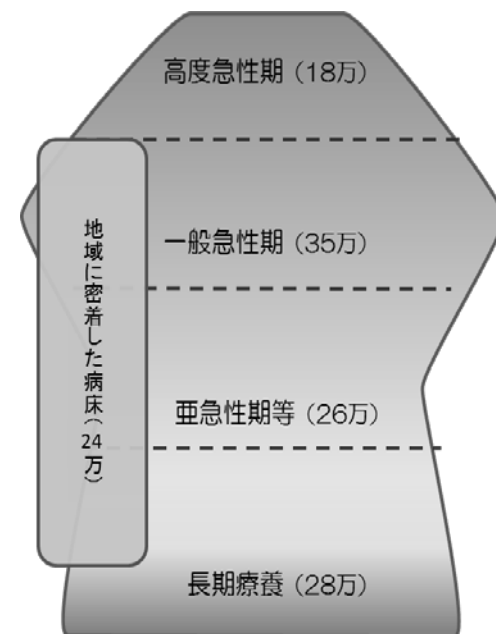 高度急性期（18万）
一般急性期（35万）
地域に密着した病床（24万）
亜急性期等（26万）
長期療養（28万）